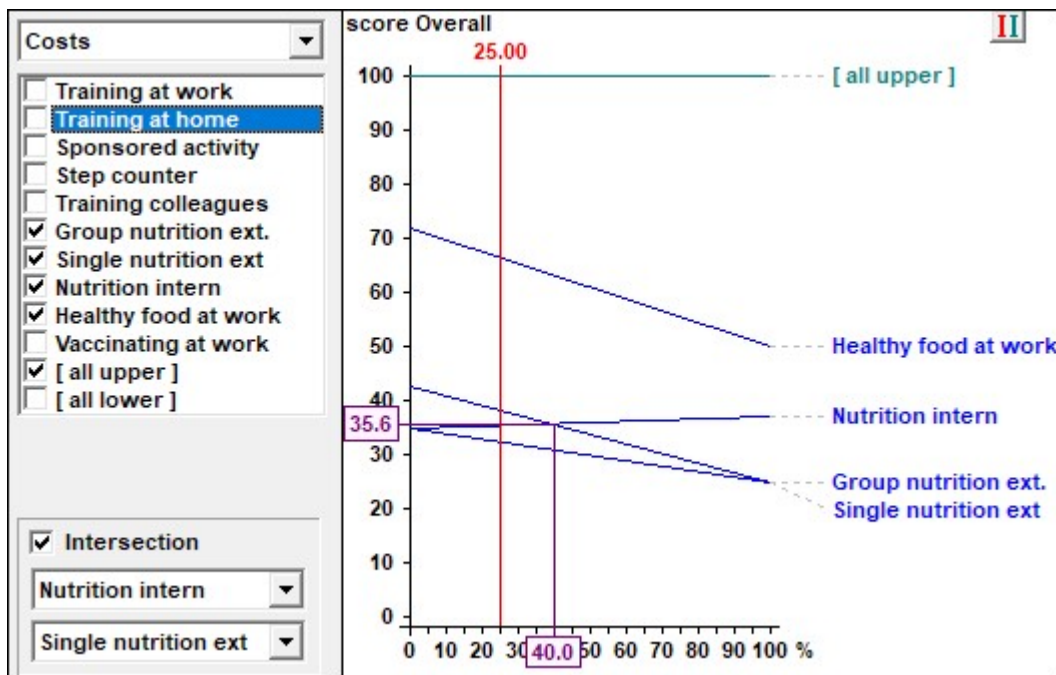 Costs
Training at work
Training at home
Sponsored activity
Step counter
Training colleagues
Group nutrition ext.
Single nutrition ext
Nutrition intern
Healthy food at work
Vaccinating at work
[ all upper ]
[ all lower ]
Intersection
Nutrition intern
Single nutrition ext
score Overall
II
25.00
100
90
80
70
60
50
40
35.6
30
20
10
0
[ all upper ]
Healthy food at work
Nutrition intern
Group nutrition ext.
Single nutrition ext
0 10 20 30 40.0 50 60 70 80 90 100 %